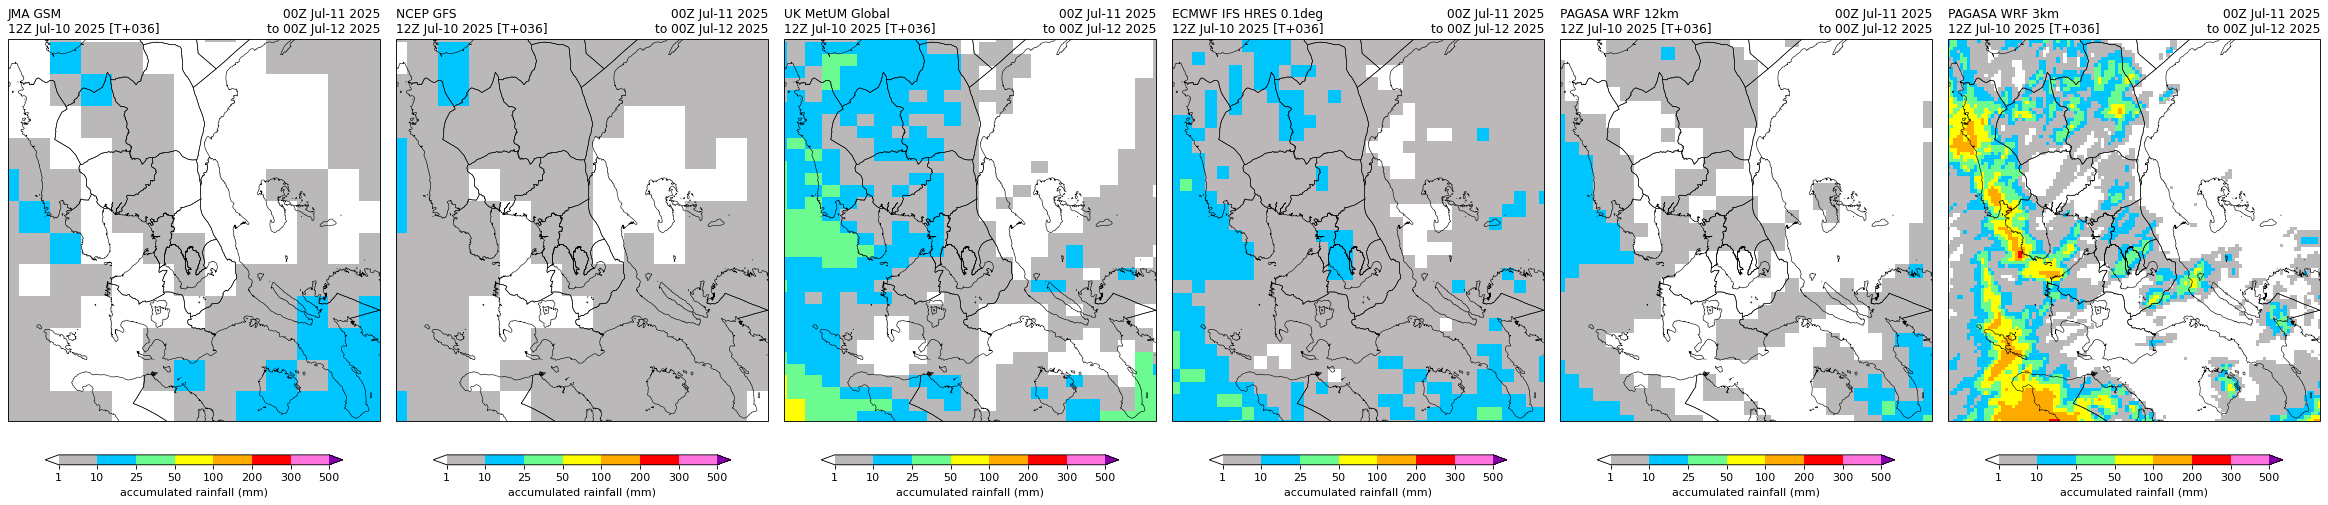 JMA GSM 00Z Jul-11 2025
12Z Jul-10 2025 [T+036] to 00Z Jul-12 2025
1 10 25 50 100 200 300 500
accumulated rainfall (mm)
NCEP GFS 00Z Jul-11 2025
12Z Jul-10 2025 [T+036] to 00Z Jul-12 2025
1 10 25 50 100 200 300 500
accumulated rainfall (mm)
UK MetUM Global 00Z Jul-11 2025
12Z Jul-10 2025 [T+036] to 00Z Jul-12 2025
1 10 25 50 100 200 300 500
accumulated rainfall (mm)
ECMWF IFS HRES 0.1deg 00Z Jul-11 2025
12Z Jul-10 2025 [T+036] to 00Z Jul-12 2025
1 10 25 50 100 200 300 500
accumulated rainfall (mm)
PAGASA WRF 12km 00Z Jul-11 2025
12Z Jul-10 2025 [T+036] to 00Z Jul-12 2025
1 10 25 50 100 200 300 500
accumulated rainfall (mm)
PAGASA WRF 3km 00Z Jul-11 2025
12Z Jul-10 2025 [T+036] to 00Z Jul-12 2025
1 10 25 50 100 200 300 500
accumulated rainfall (mm)